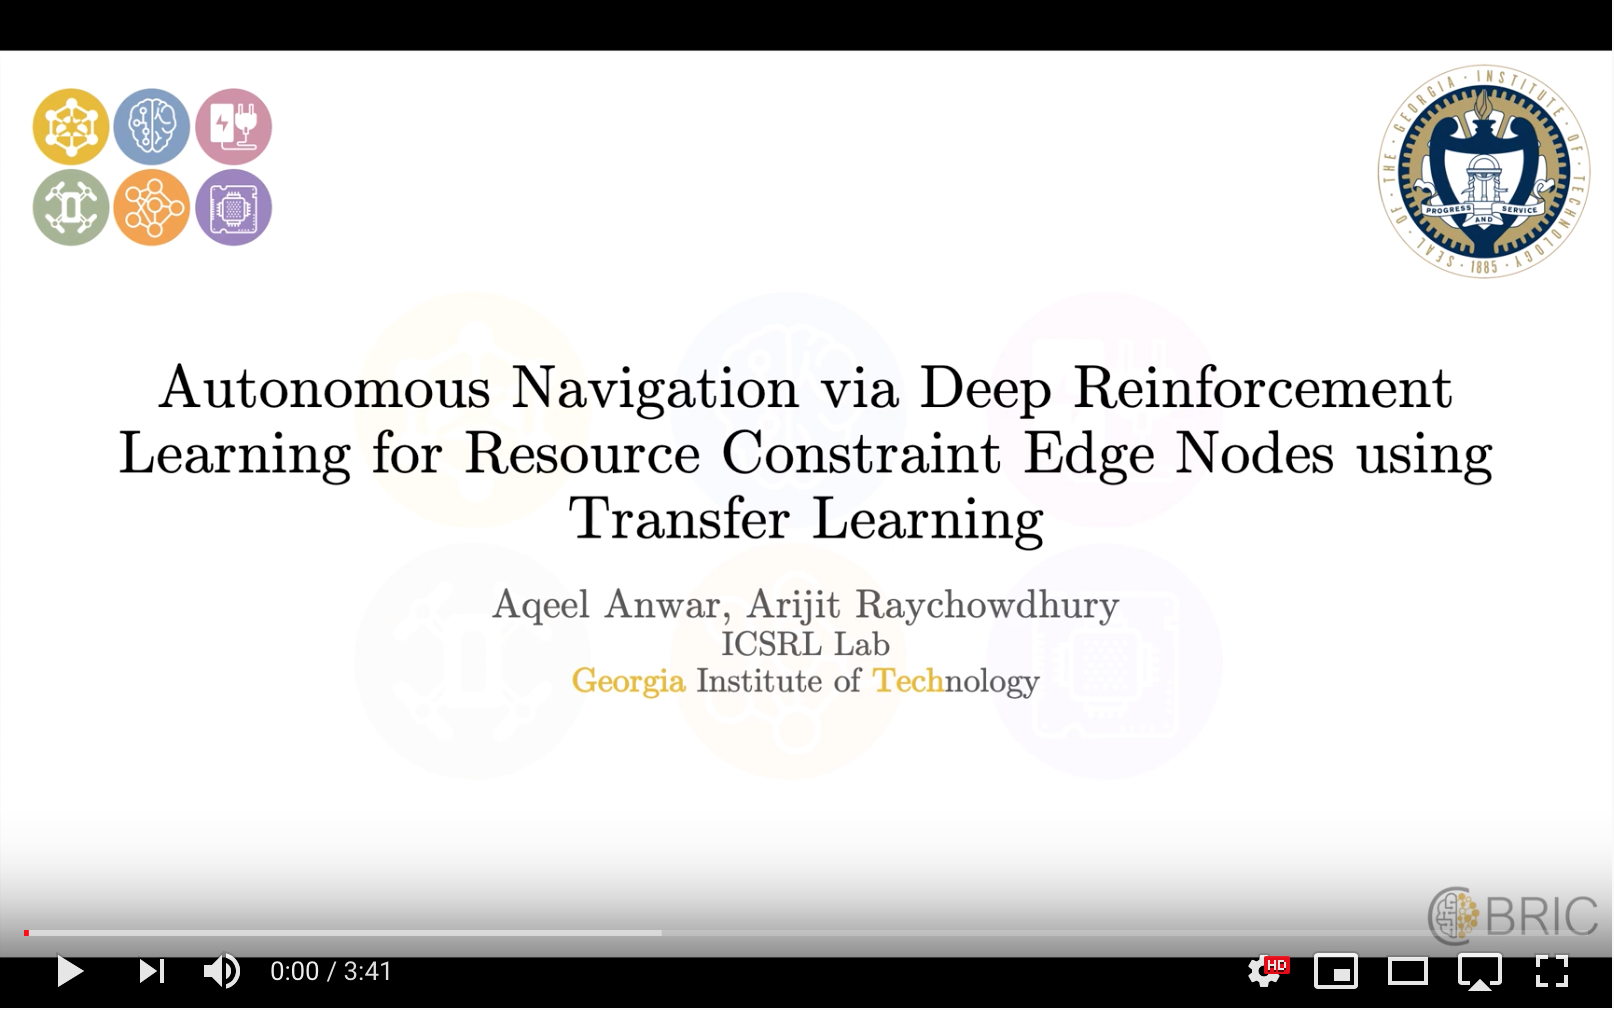 SEAL · OF · THE · GEORGIA · INSTITUTE · OF · TECHNOLOGY
PROGRESS AND SERVICE
1885
Autonomous Navigation via Deep Reinforcement
Learning for Resource Constraint Edge Nodes using
Transfer Learning
Aqeel Anwar, Arijit Raychowdhury
ICSRL Lab
Georgia Institute of Technology
CBRIC
0:00 / 3:41
HD